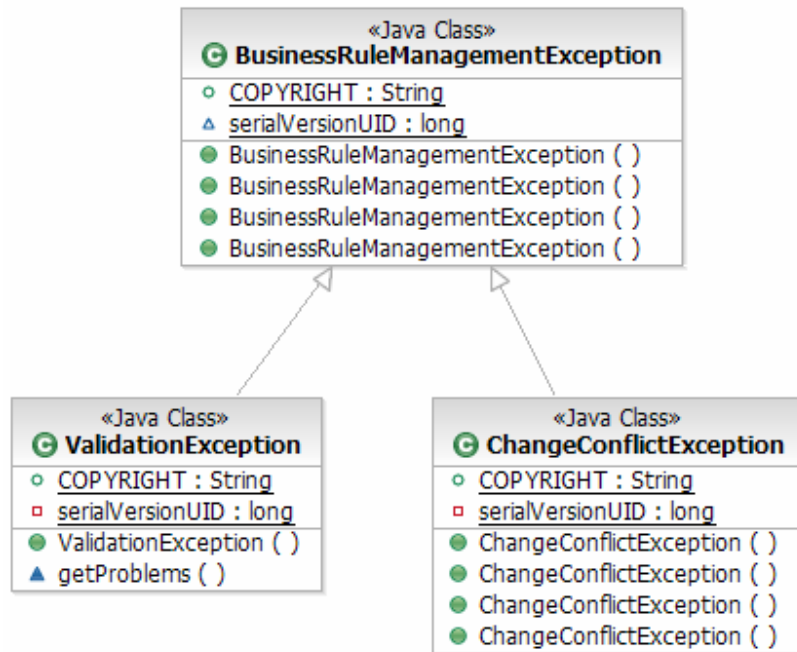 «Java Class»
BusinessRuleManagementException
COPYRIGHT : String
serialVersionUID : long
BusinessRuleManagementException ( )
BusinessRuleManagementException ( )
BusinessRuleManagementException ( )
BusinessRuleManagementException ( )
«Java Class»
ValidationException
COPYRIGHT : String
serialVersionUID : long
ValidationException ( )
getProblems ( )
«Java Class»
ChangeConflictException
COPYRIGHT : String
serialVersionUID : long
ChangeConflictException ( )
ChangeConflictException ( )
ChangeConflictException ( )
ChangeConflictException ( )